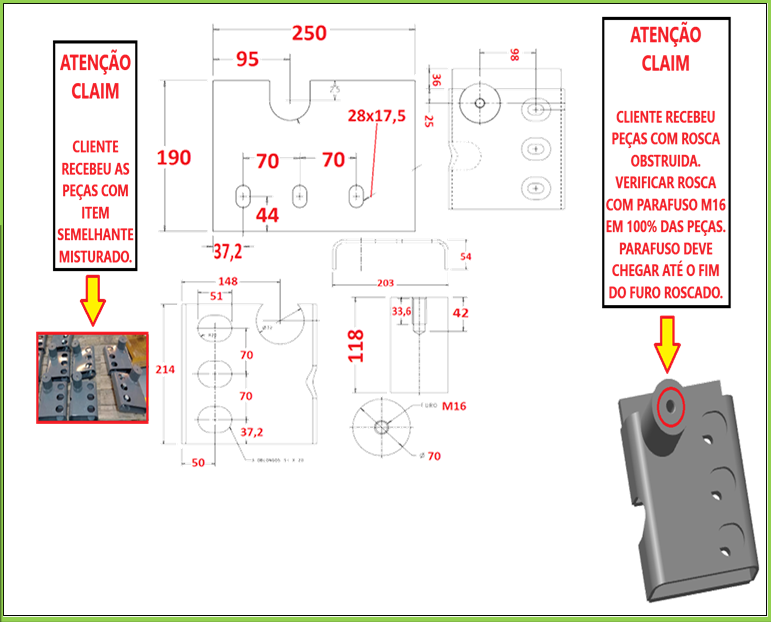 ATENÇÃO
CLAIM
CLIENTE
RECEBEU AS
PEÇAS COM
ITEM
SEMELHANTE
MISTURADO.
250
95
190
28x17,5
70
70
44
37,2
98
36
25
54
203
148
51
214
70
70
37,2
50
33,6
42
118
FURO M16
Ø 70
ATENÇÃO
CLAIM
CLIENTE RECEBEU
PEÇAS COM ROSCA
OBSTRUIDA.
VERIFICAR ROSCA
COM PARAFUSO M16
EM 100% DAS PEÇAS.
PARAFUSO DEVE
CHEGAR ATÉ O FIM
DO FURO ROSCADO.